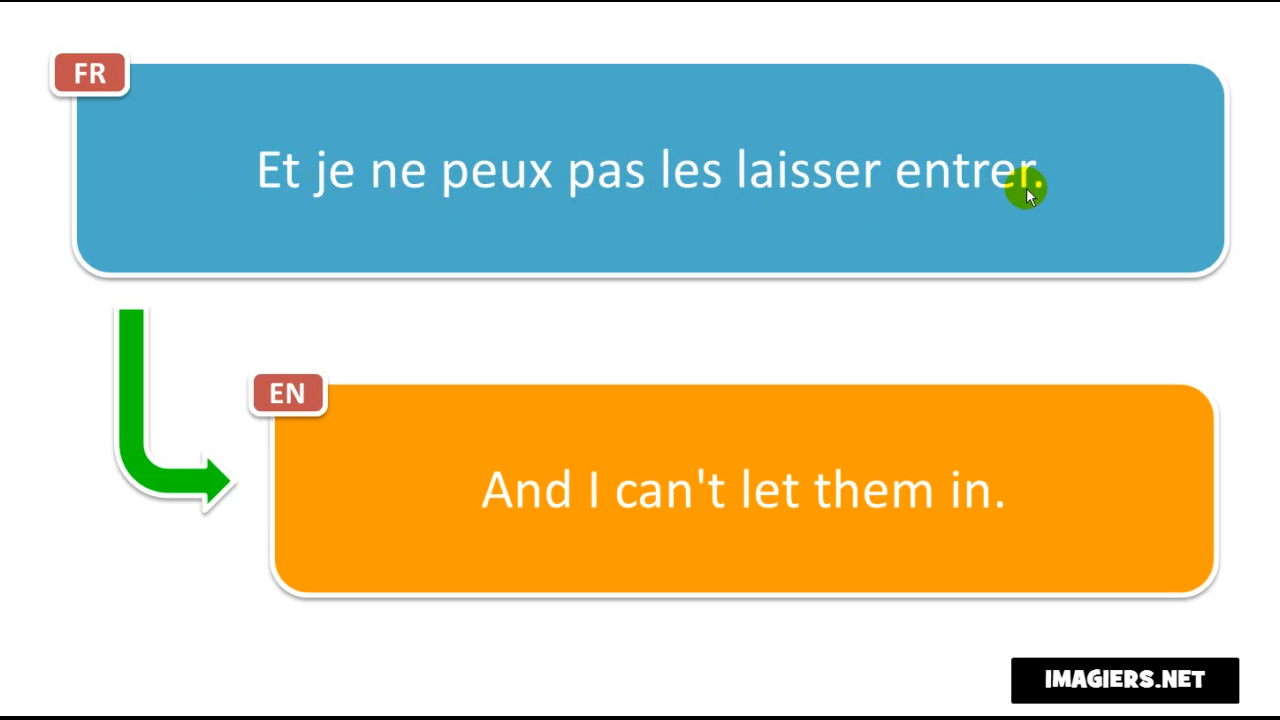 FR
Et je ne peux pas les laisser entrer.
EN
And I can't let them in.
IMAGIERS.NET